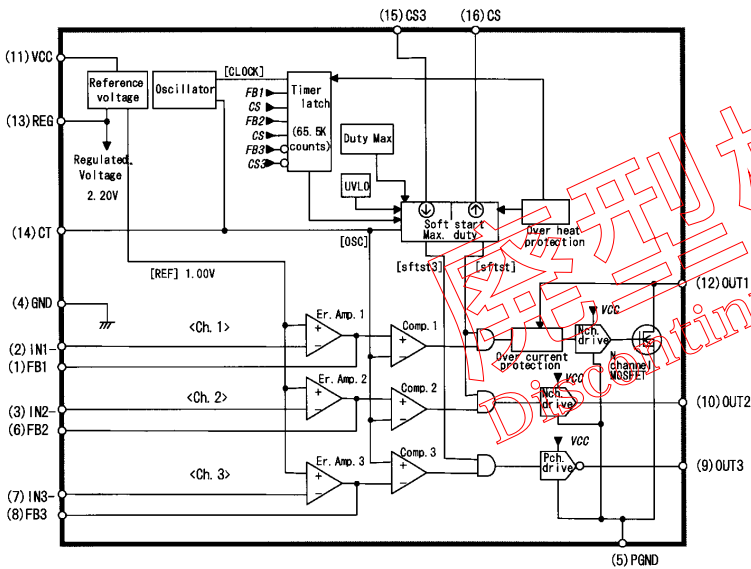 (15) CS3
(16) CS
(11) VCC
Reference
voltage
Oscillator
[CLOCK]
Timer
latch
(65.5K
counts)
FB1
CS
FB2
CS
FB3
CS3
(13) REG
Regulated
Voltage
2.20V
Duty Max
UVLO
Soft start
Max. duty
Over heat
protection
(14) CT
[OSC]
[sftst3]
[sftst]
[REF] 1.00V
(12) OUT1
(4) GND
<Ch. 1>
Er. Amp. 1
Comp. 1
VCC
Nch.
drive
Over current
protection
N
channel
MOSFET
(2) IN1-
(1) FB1
<Ch. 2>
Er. Amp. 2
Comp. 2
VCC
Nch.
drive
(10) OUT2
(3) IN2-
(6) FB2
<Ch. 3>
Er. Amp. 3
Comp. 3
VCC
Pch.
drive
(9) OUT3
(7) IN3-
(8) FB3
(5) PGND
廃型
Discontin